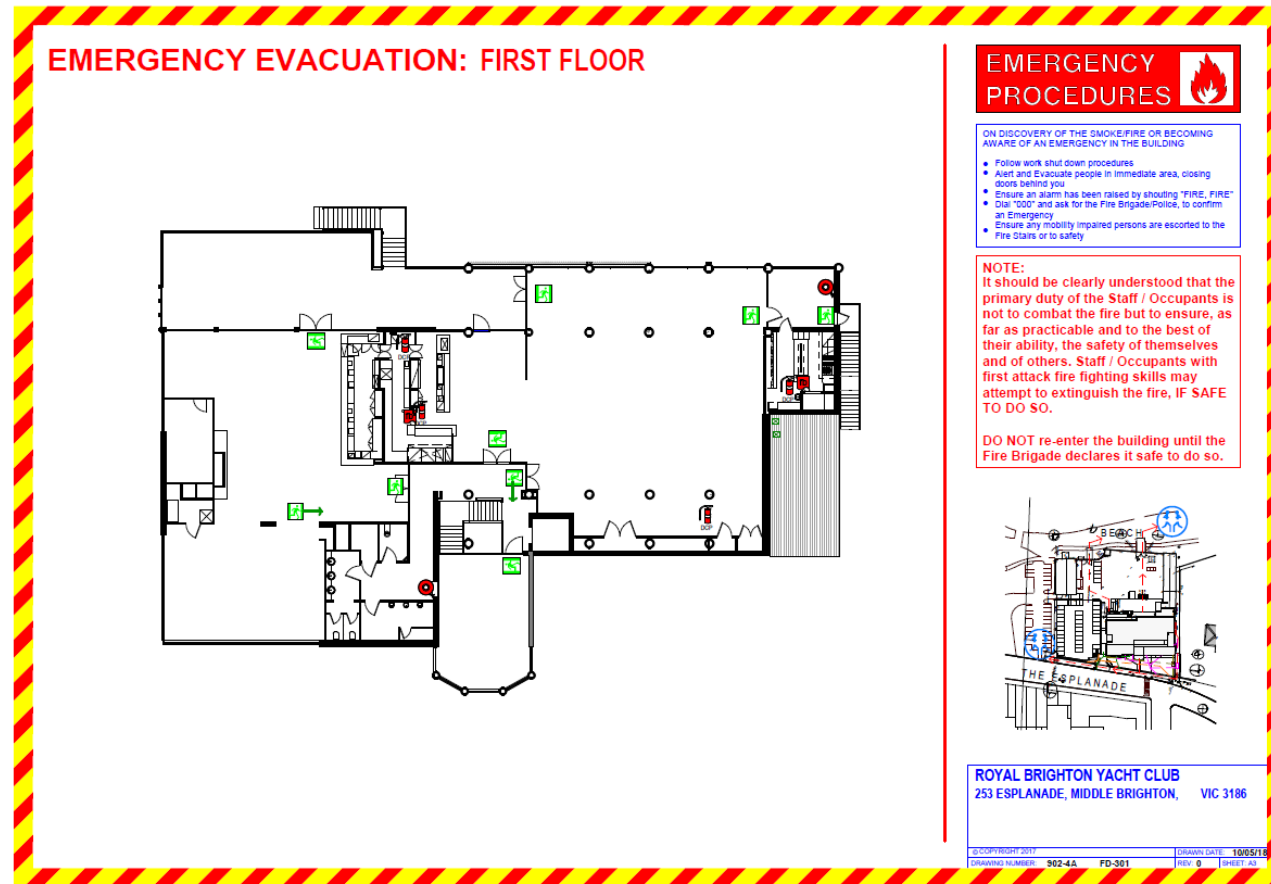 EMERGENCY EVACUATION: FIRST FLOOR
EMERGENCY
PROCEDURES
ON DISCOVERY OF THE SMOKE/FIRE OR BECOMING
AWARE OF AN EMERGENCY IN THE BUILDING
Follow work shut down procedures
Alert and Evacuate people in immediate area, closing
doors behind you
Ensure an alarm has been raised by shouting "FIRE, FIRE"
Dial "000" and ask for the Fire Brigade/Police, to confirm
an Emergency
Ensure any mobility impaired persons are escorted to the
Fire Stairs or to safety
NOTE:
It should be clearly understood that the
primary duty of the Staff / Occupants is
not to combat the fire but to ensure, as
far as practicable and to the best of
their ability, the safety of themselves
and of others. Staff / Occupants with
first attack fire fighting skills may
attempt to extinguish the fire, IF SAFE
TO DO SO.
DO NOT re-enter the building until the
Fire Brigade declares it safe to do so.
DCP
DCP
DCP
DCP
BEACH
THE ESPLANADE
ROYAL BRIGHTON YACHT CLUB
253 ESPLANADE, MIDDLE BRIGHTON, VIC 3186
© COPYRIGHT 2017
DRAWN DATE: 10/05/18
DRAWING NUMBER: 902-4A FD-301
REV: 0
SHEET: A3